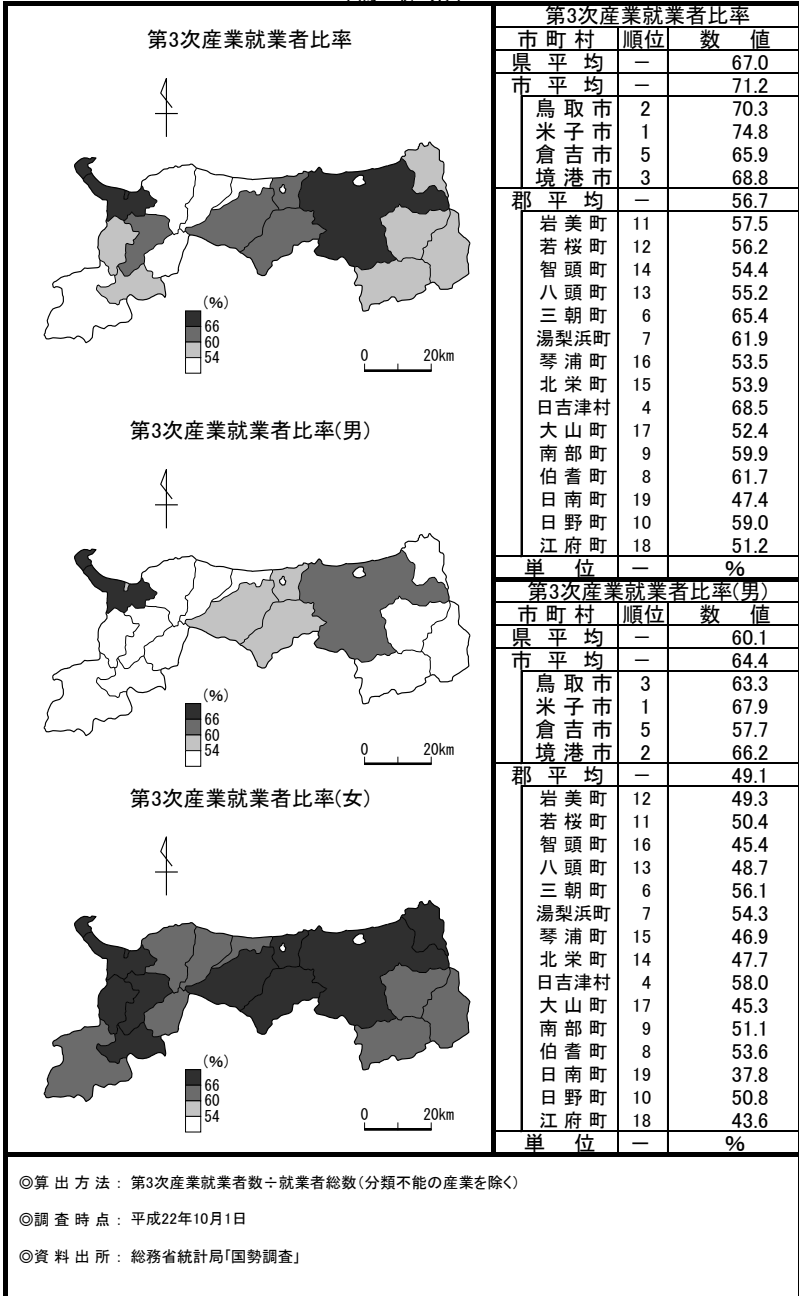 第3次産業就業者比率
(%)
66
60
54
0 20km
第3次産業就業者比率(男)
(%)
66
60
54
0 20km
第3次産業就業者比率(女)
(%)
66
60
54
0 20km
第3次産業就業者比率
市町村 順位 数 値
県 平 均 － 67.0
市 平 均 － 71.2
鳥 取 市 2 70.3
米 子 市 1 74.8
倉 吉 市 5 65.9
境 港 市 3 68.8
郡 平 均 － 56.7
岩 美 町 11 57.5
若 桜 町 12 56.2
智 頭 町 14 54.4
八 頭 町 13 55.2
三 朝 町 6 65.4
湯梨浜町 7 61.9
琴 浦 町 16 53.5
北 栄 町 15 53.9
日吉津村 4 68.5
大 山 町 17 52.4
南 部 町 9 59.9
伯 耆 町 8 61.7
日 南 町 19 47.4
日 野 町 10 59.0
江 府 町 18 51.2
単 位 － %
第3次産業就業者比率(男)
市町村 順位 数 値
県 平 均 － 60.1
市 平 均 － 64.4
鳥 取 市 3 63.3
米 子 市 1 67.9
倉 吉 市 5 57.7
境 港 市 2 66.2
郡 平 均 － 49.1
岩 美 町 12 49.3
若 桜 町 11 50.4
智 頭 町 16 45.4
八 頭 町 13 48.7
三 朝 町 6 56.1
湯梨浜町 7 54.3
琴 浦 町 15 46.9
北 栄 町 14 47.7
日吉津村 4 58.0
大 山 町 17 45.3
南 部 町 9 51.1
伯 耆 町 8 53.6
日 南 町 19 37.8
日 野 町 10 50.8
江 府 町 18 43.6
単 位 － %
◎算 出 方 法 ： 第3次産業就業者数÷就業者総数(分類不能の産業を除く)
◎調 査 時 点 ： 平成22年10月1日
◎資 料 出 所 ： 総務省統計局「国勢調査」